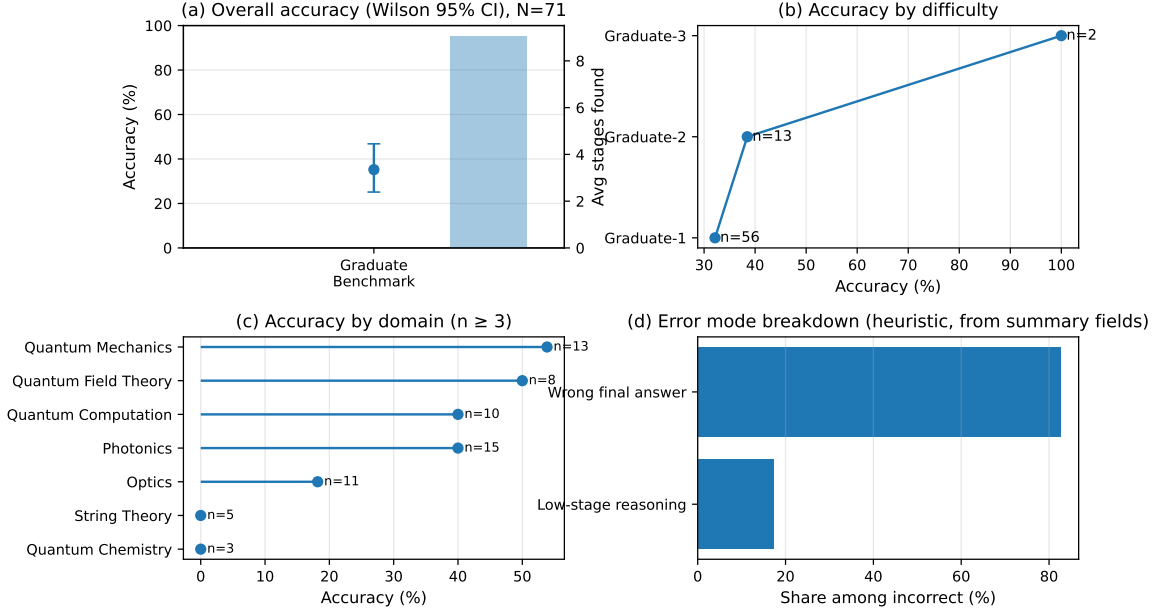 (a) Overall accuracy (Wilson 95% CI), N=71
100
80
60
40
20
0
Accuracy (%)
8
6
4
2
0
Avg stages found
Graduate
Benchmark
(b) Accuracy by difficulty
Graduate-3
Graduate-2
Graduate-1
n=2
n=13
n=56
30 40 50 60 70 80 90 100
Accuracy (%)
(c) Accuracy by domain (n ≥ 3)
Quantum Mechanics n=13
Quantum Field Theory n=8
Quantum Computation n=10
Photonics n=15
Optics n=11
String Theory n=5
Quantum Chemistry n=3
0 10 20 30 40 50
Accuracy (%)
(d) Error mode breakdown (heuristic, from summary fields)
Wrong final answer
Low-stage reasoning
0 20 40 60 80
Share among incorrect (%)